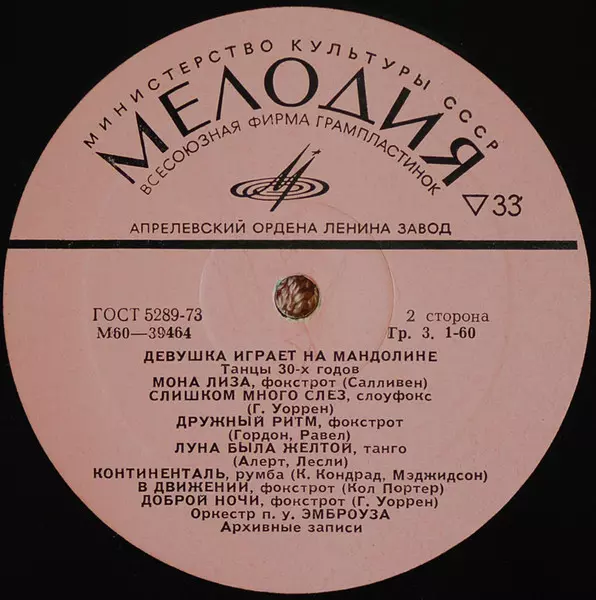 МИНИСТЕРСТВО КУЛЬТУРЫ СССР
МЕЛОДИЯ
ВСЕСОЮЗНАЯ ФИРМА ГРАМПЛАСТИНОК
▽33
АПРЕЛЕВСКИЙ ОРДЕНА ЛЕНИНА ЗАВОД
ГОСТ 5289-73
2 сторона
М60—39464
Гр. 3. 1-60
ДЕВУШКА ИГРАЕТ НА МАНДОЛИНЕ
Танцы 30-х годов
МОНА ЛИЗА, фокстрот (Салливен)
СЛИШКОМ МНОГО СЛЕЗ, слоуфокс
(Г. Уоррен)
ДРУЖНЫЙ РИТМ, фокстрот
(Гордон, Равел)
ЛУНА БЫЛА ЖЕЛТОЙ, танго
(Алерт, Лесли)
КОНТИНЕНТАЛЬ, румба (К. Кондрад, Мэджидсон)
В ДВИЖЕНИИ, фокстрот (Кол Портер)
ДОБРОЙ НОЧИ, фокстрот (Г. Уоррен)
Оркестр п. у. ЭМБРОУЗА
Архивные записи